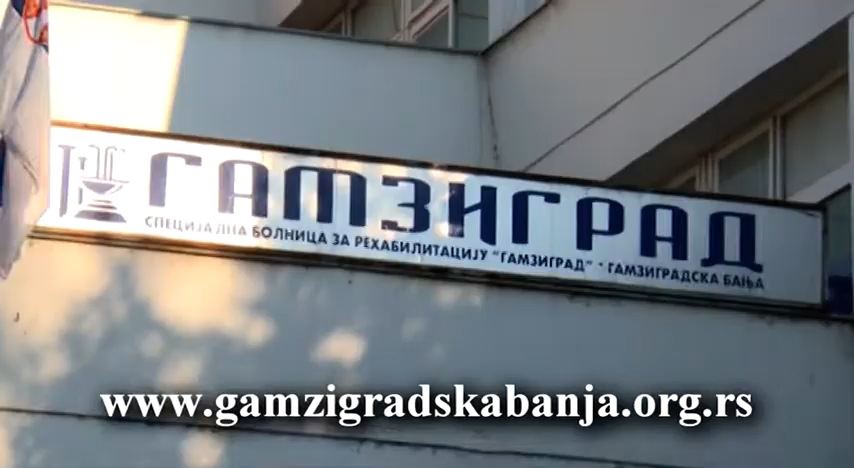 ГАМЗИГРАД
СПЕЦИЈАЛНА БОЛНИЦА ЗА РЕХАБИЛИТАЦИЈУ "ГАМЗИГРАД" · ГАМЗИГРАДСКА БАЊА
www.gamzigradskabanja.org.rs